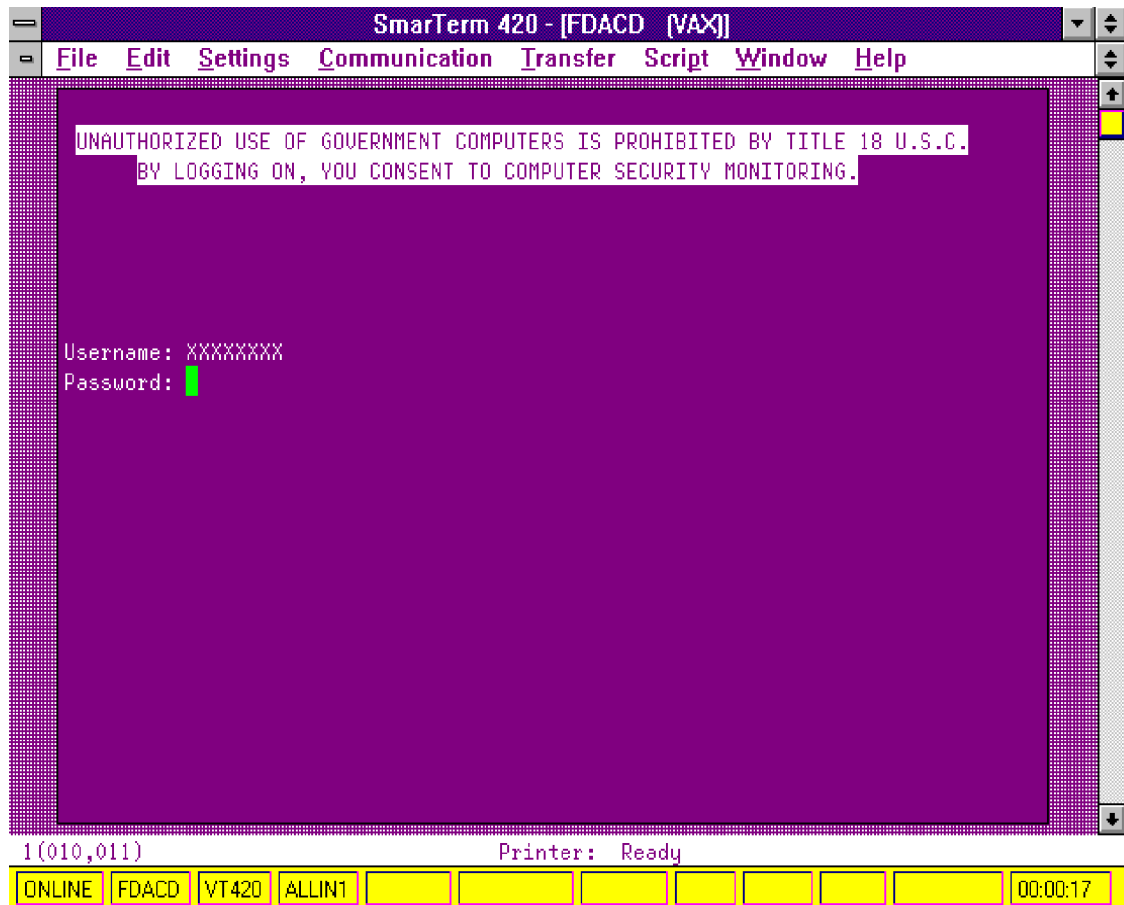 SmarTerm 420 - [FDACD (VAX)]
File Edit Settings Communication Transfer Script Window Help
UNAUTHORIZED USE OF GOVERNMENT COMPUTERS IS PROHIBITED BY TITLE 18 U.S.C.
BY LOGGING ON, YOU CONSENT TO COMPUTER SECURITY MONITORING.
Username: XXXXXXXX
Password:
1(010,011) Printer: Ready
ONLINE FDACD VT420 ALLIN1 00:00:17